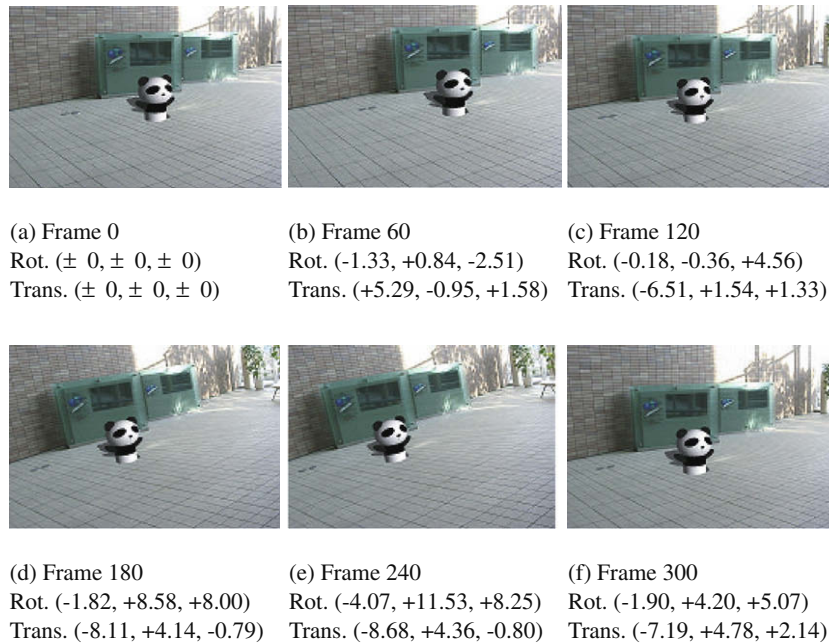 (a) Frame 0
Rot. (± 0, ± 0, ± 0)
Trans. (± 0, ± 0, ± 0)
(b) Frame 60
Rot. (-1.33, +0.84, -2.51)
Trans. (+5.29, -0.95, +1.58)
(c) Frame 120
Rot. (-0.18, -0.36, +4.56)
Trans. (-6.51, +1.54, +1.33)
(d) Frame 180
Rot. (-1.82, +8.58, +8.00)
Trans. (-8.11, +4.14, -0.79)
(e) Frame 240
Rot. (-4.07, +11.53, +8.25)
Trans. (-8.68, +4.36, -0.80)
(f) Frame 300
Rot. (-1.90, +4.20, +5.07)
Trans. (-7.19, +4.78, +2.14)